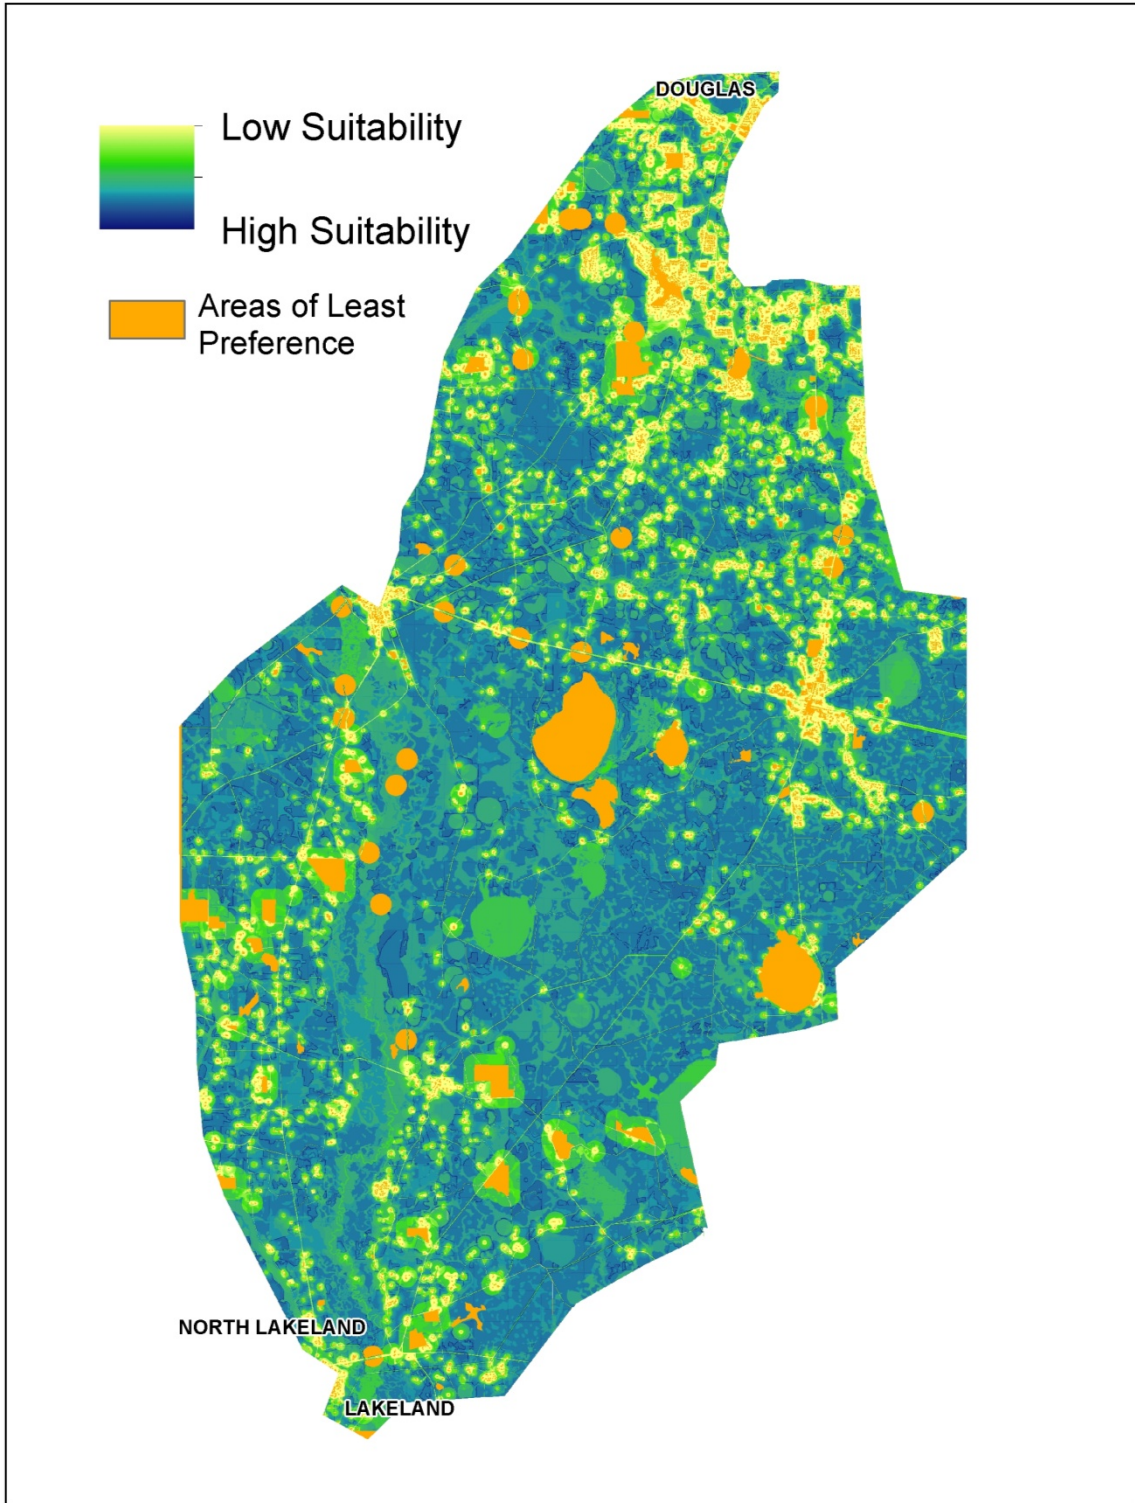 DOUGLAS
Low Suitability
High Suitability
Areas of Least
Preference
NORTH LAKELAND
LAKELAND